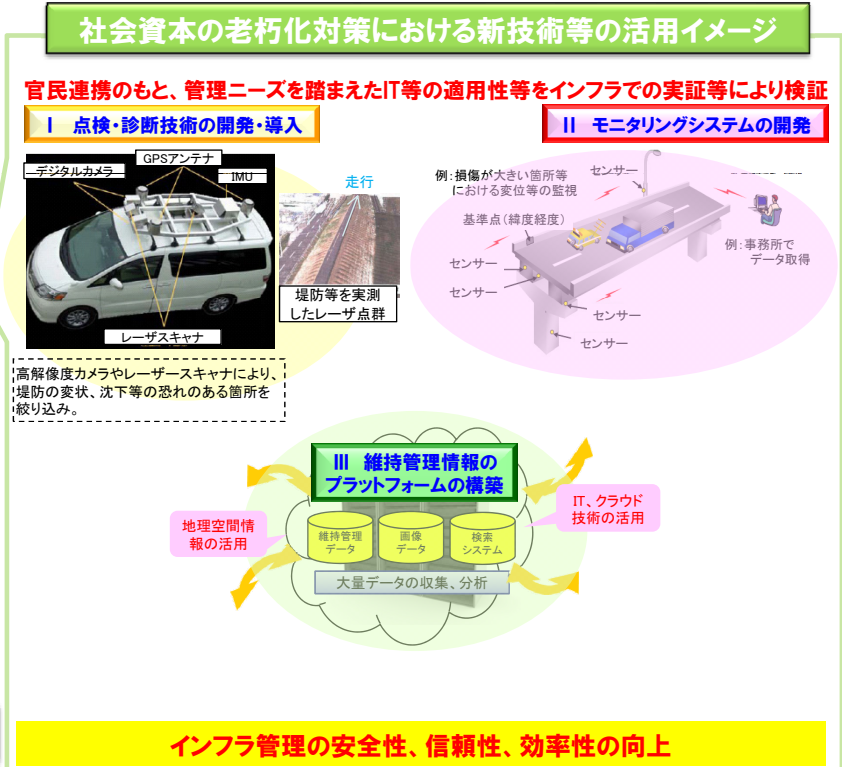 社会資本の老朽化対策における新技術等の活用イメージ
官民連携のもと、管理ニーズを踏まえたIT等の適用性等をインフラでの実証等により検証
I 点検・診断技術の開発・導入
デジタルカメラ
GPSアンテナ
IMU
レーザスキャナ
走行
堤防等を実測
したレーザ点群
高解像度カメラやレーザースキャナにより、
堤防の変状、沈下等の恐れのある箇所を
絞り込み。
II モニタリングシステムの開発
例：損傷が大きい箇所等
における変位等の監視
センサー
基準点（緯度経度）
センサー
センサー
センサー
センサー
例：事務所で
データ取得
III 維持管理情報の
プラットフォームの構築
地理空間情
報の活用
IT、クラウド
技術の活用
維持管理
データ
画像
データ
検索
システム
大量データの収集、分析
インフラ管理の安全性、信頼性、効率性の向上